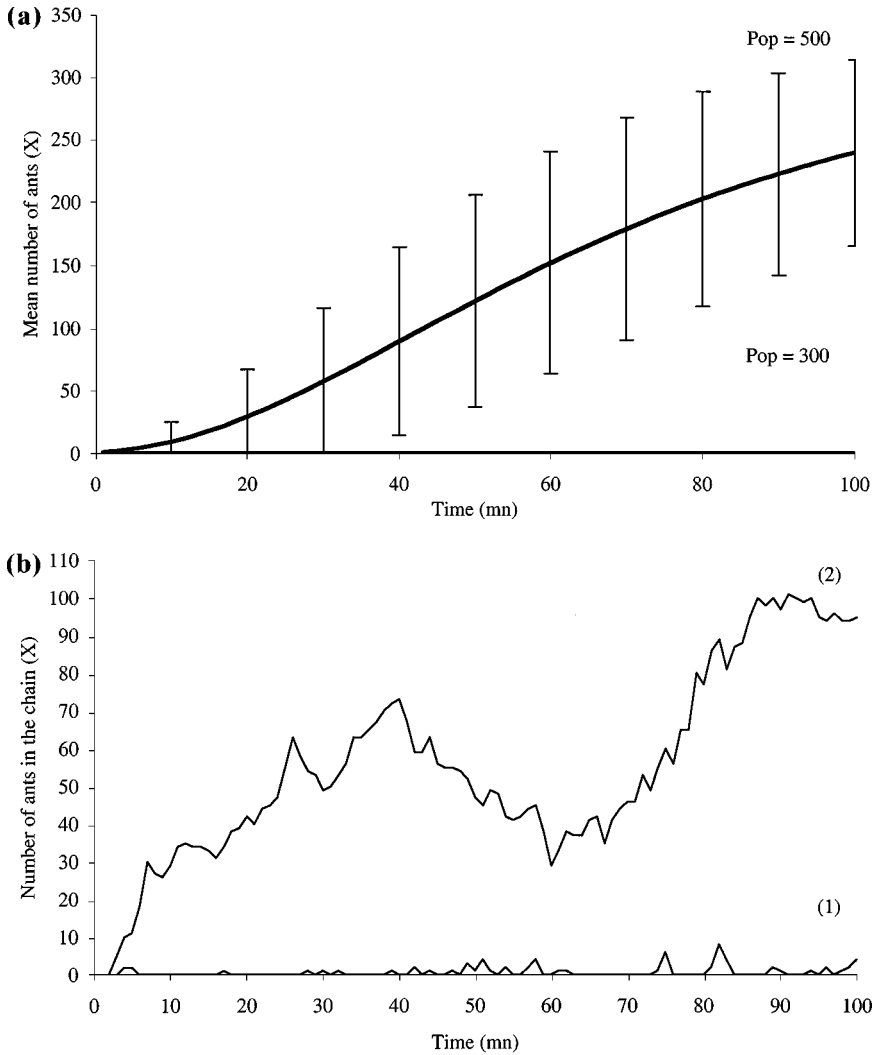 (a)
350
Pop = 500
300
250
200
150
100
Pop = 300
50
0
0 20 40 60 80 100
Time (mn)
Mean number of ants (X)
(b)
110
(2)
100
90
80
70
60
50
40
30
20
(1)
10
0
0 10 20 30 40 50 60 70 80 90 100
Time (mn)
Number of ants in the chain (X)